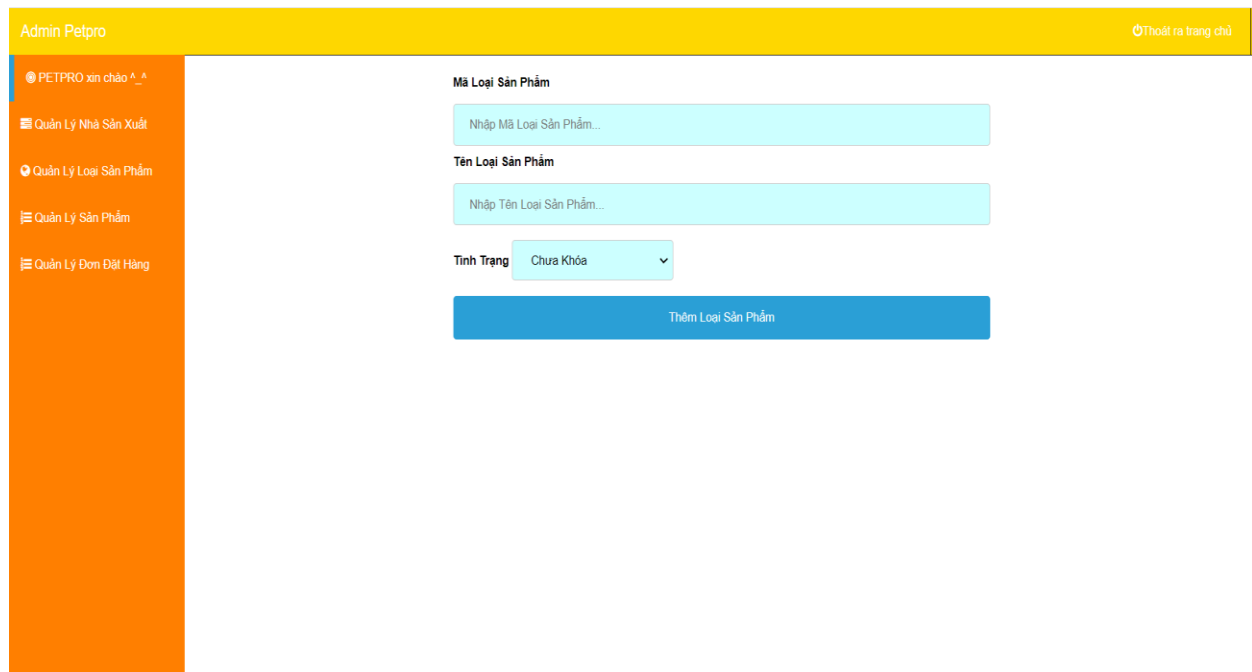 Admin Petpro
Thoát ra trang chủ
PETPRO xin chào ^_^
Quản Lý Nhà Sản Xuất
Quản Lý Loại Sản Phẩm
Quản Lý Sản Phẩm
Quản Lý Đơn Đặt Hàng
Mã Loại Sản Phẩm
Nhập Mã Loại Sản Phẩm...
Tên Loại Sản Phẩm
Nhập Tên Loại Sản Phẩm...
Tình Trạng Chưa Khóa
Thêm Loại Sản Phẩm